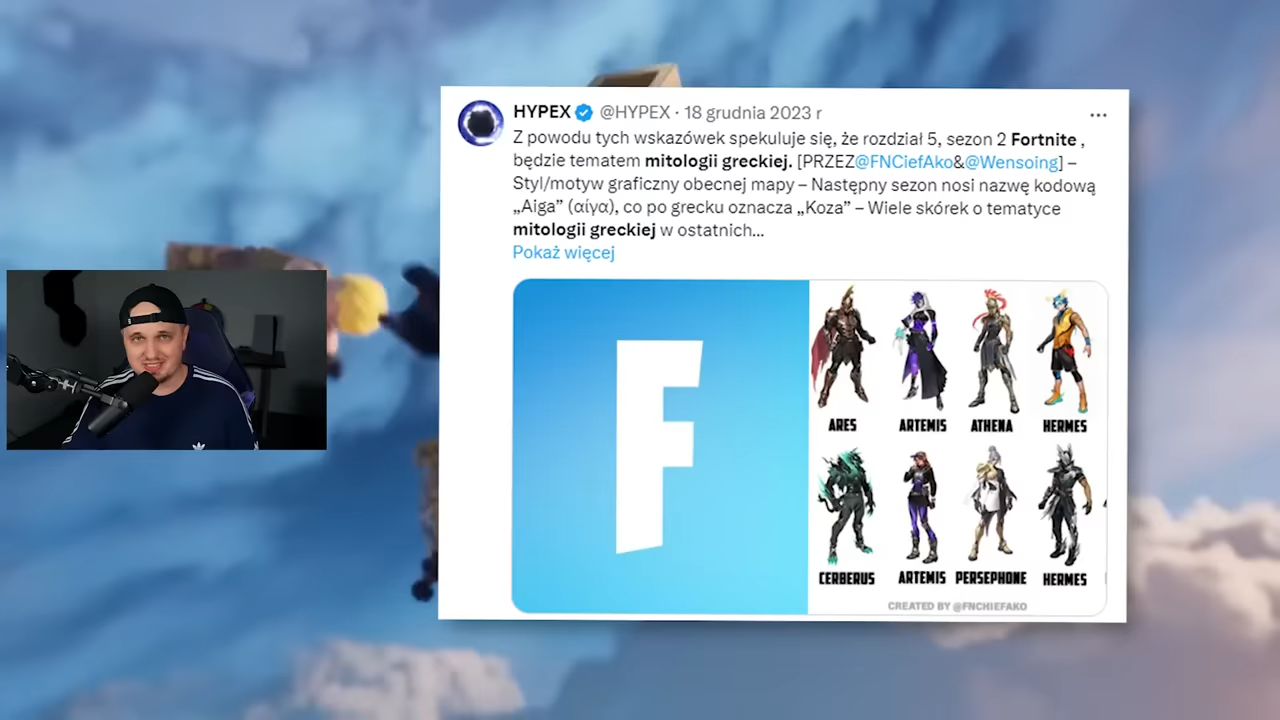 HYPEX @HYPEX · 18 grudnia 2023 r
Z powodu tych wskazówek spekuluje się, że rozdział 5, sezon 2 Fortnite ,
będzie tematem mitologii greckiej. [PRZEZ@FNCiefAko&@Wensoing] –
Styl/motyw graficzny obecnej mapy – Następny sezon nosi nazwę kodową
„Aiga” (αίγα), co po grecku oznacza „Koza” – Wiele skórek o tematyce
mitologii greckiej w ostatnich...
Pokaż więcej
F
ARES ARTEMIS ATHENA HERMES
CERBERUS ARTEMIS PERSEPHONE HERMES
CREATED BY @FNCHIEFAKO